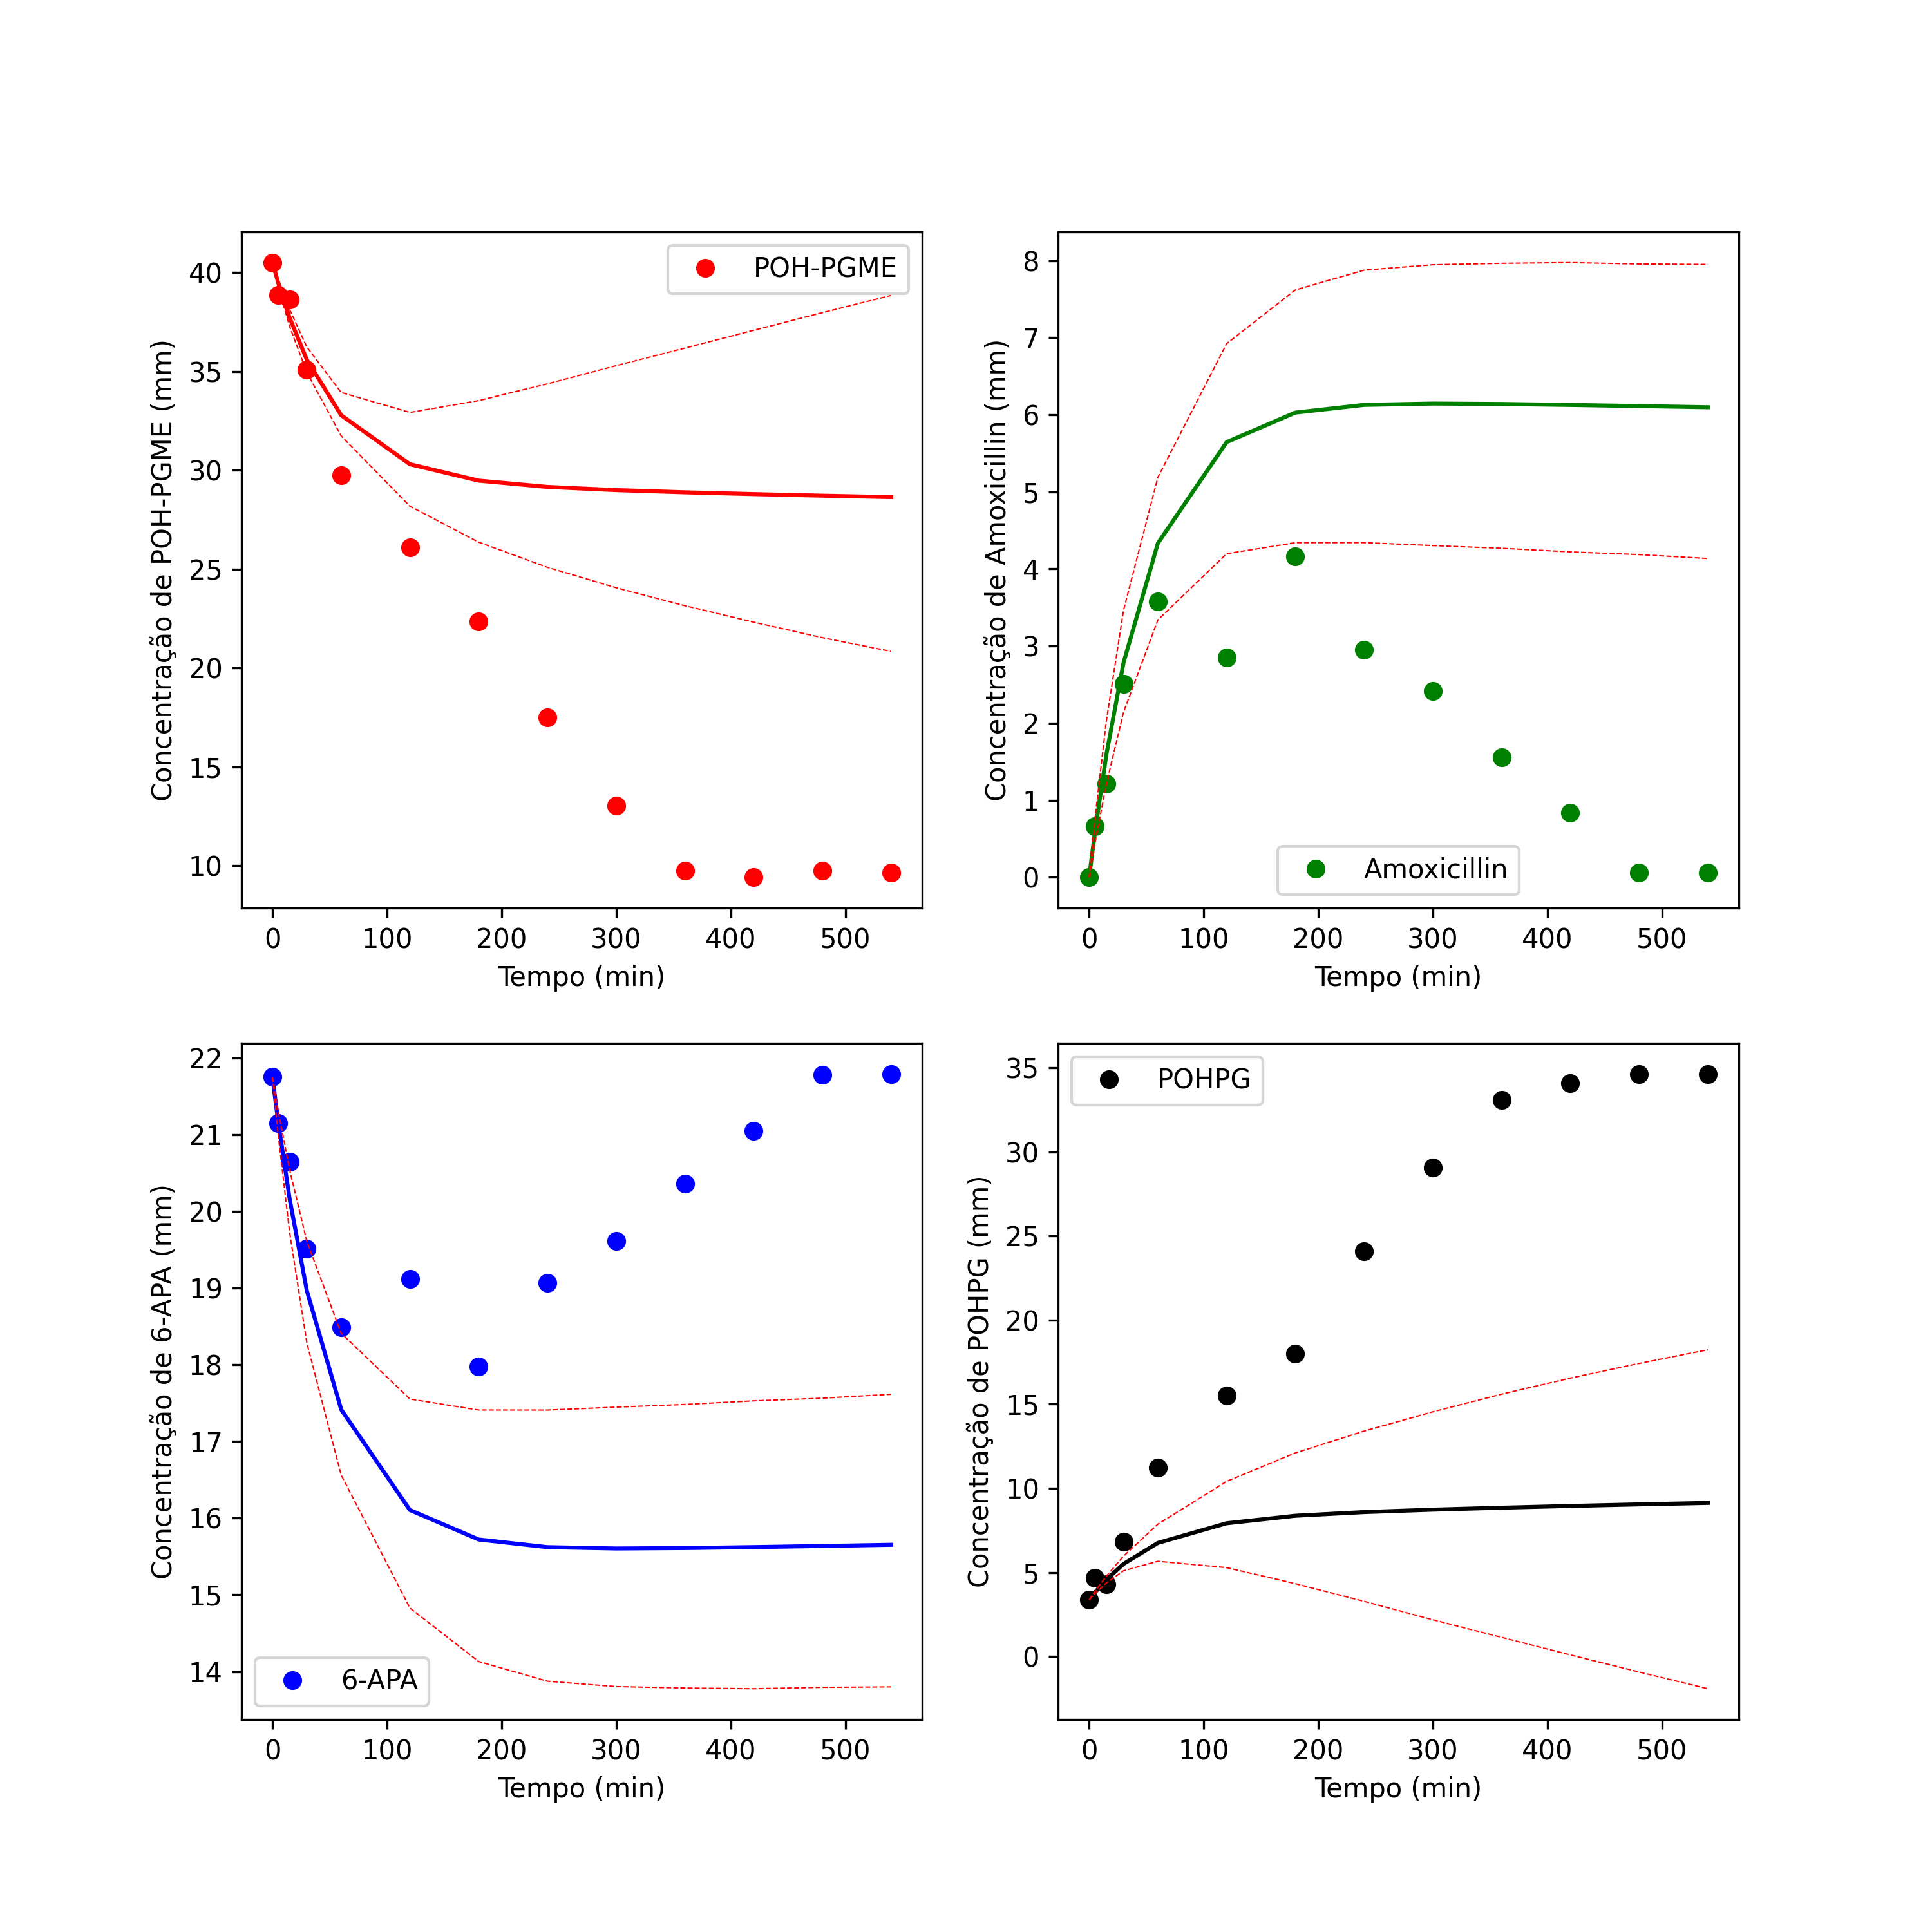 Concentração de POH-PGME (mm)
40
35
30
25
20
15
10
POH-PGME
0 100 200 300 400 500
Tempo (min)
Concentração de Amoxicillin (mm)
8
7
6
5
4
3
2
1
0
Amoxicillin
0 100 200 300 400 500
Tempo (min)
Concentração de 6-APA (mm)
22
21
20
19
18
17
16
15
14
6-APA
0 100 200 300 400 500
Tempo (min)
Concentração de POHPG (mm)
35
30
25
20
15
10
5
0
POHPG
0 100 200 300 400 500
Tempo (min)